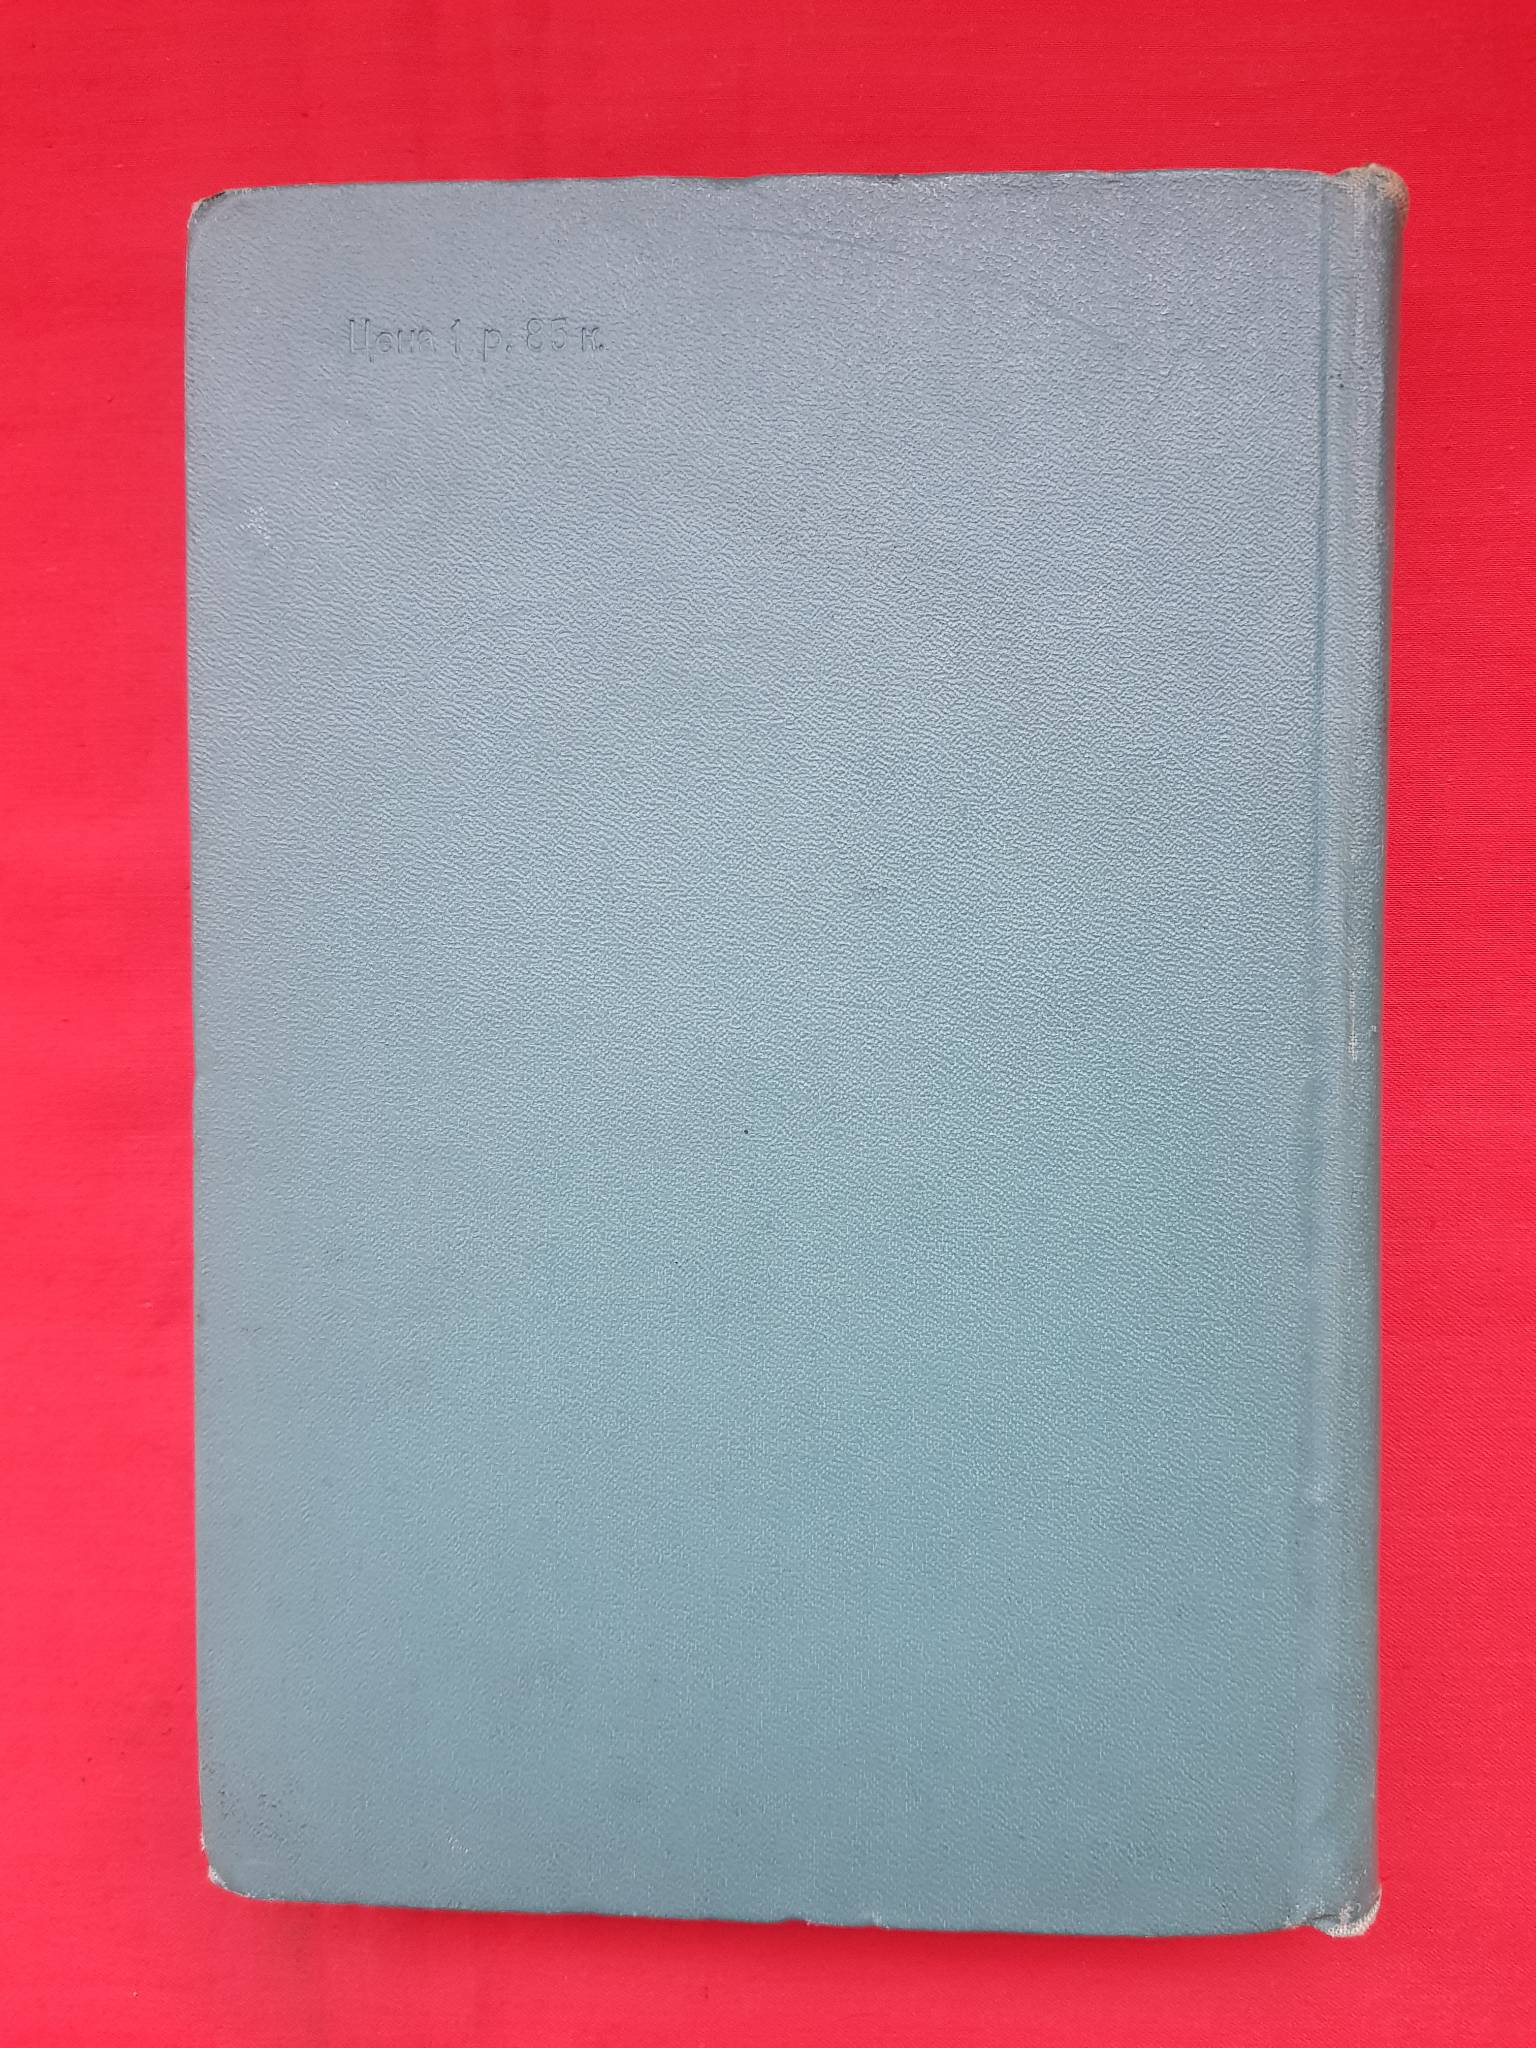 Цена 1 р. 85 к.